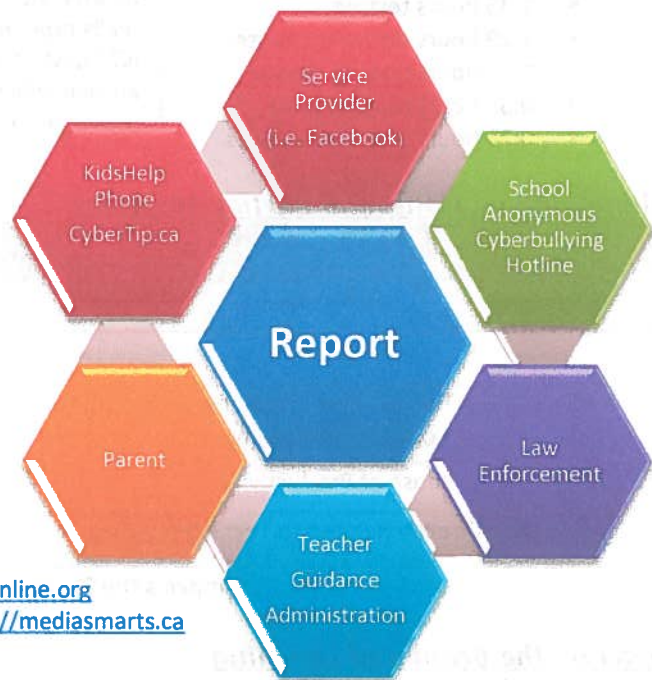 Service
Provider
(i.e. Facebook)
KidsHelp
Phone
CyberTip.ca
School
Anonymous
Cyberbullying
Hotline
Report
Parent
Law
Enforcement
Teacher
Guidance
Administration
nline.org
//mediasmarts.ca